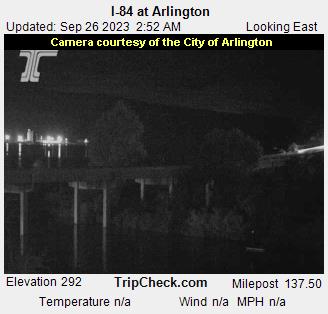 I-84 at Arlington
Updated: Sep 26 2023 2:52 AM Looking East
Camera courtesy of the City of Arlington
Elevation 292 TripCheck.com Milepost 137.50
Temperature n/a Wind n/a MPH n/a